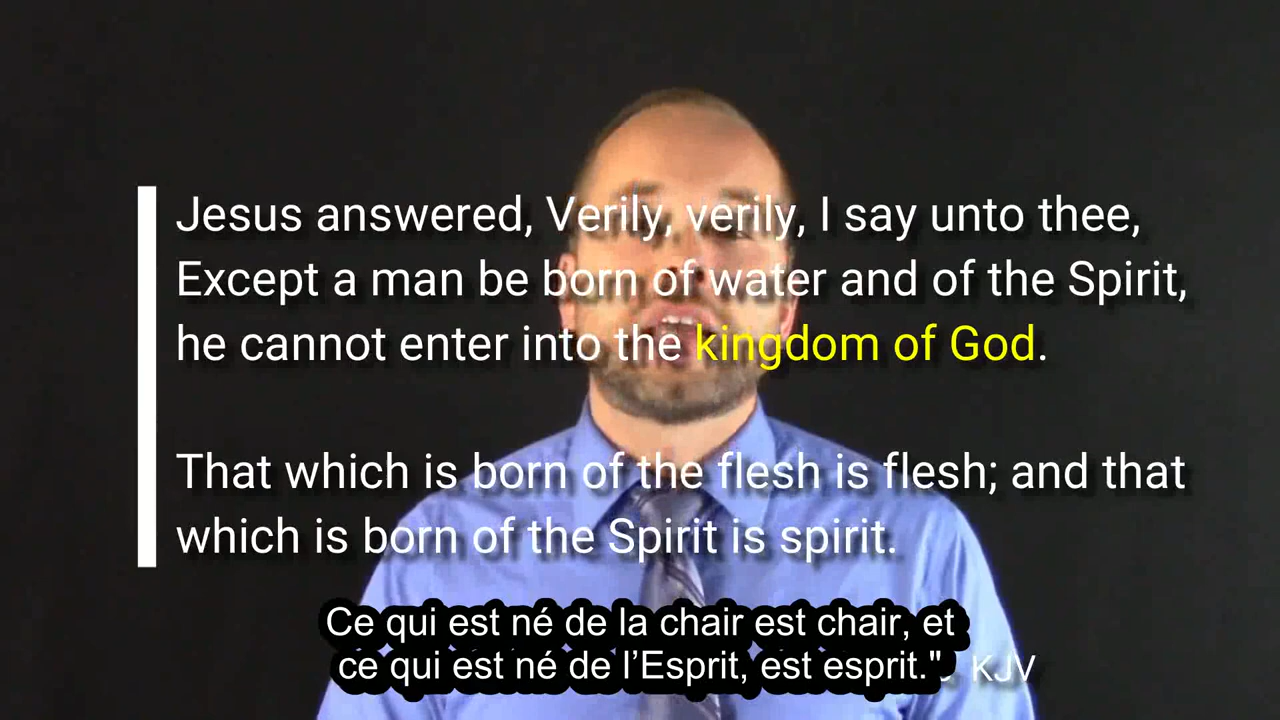 Jesus answered, Verily, verily, I say unto thee,
Except a man be born of water and of the Spirit,
he cannot enter into the kingdom of God.
That which is born of the flesh is flesh; and that
which is born of the Spirit is spirit.
Ce qui est né de la chair est chair, et
ce qui est né de l’Esprit, est esprit."
KJV